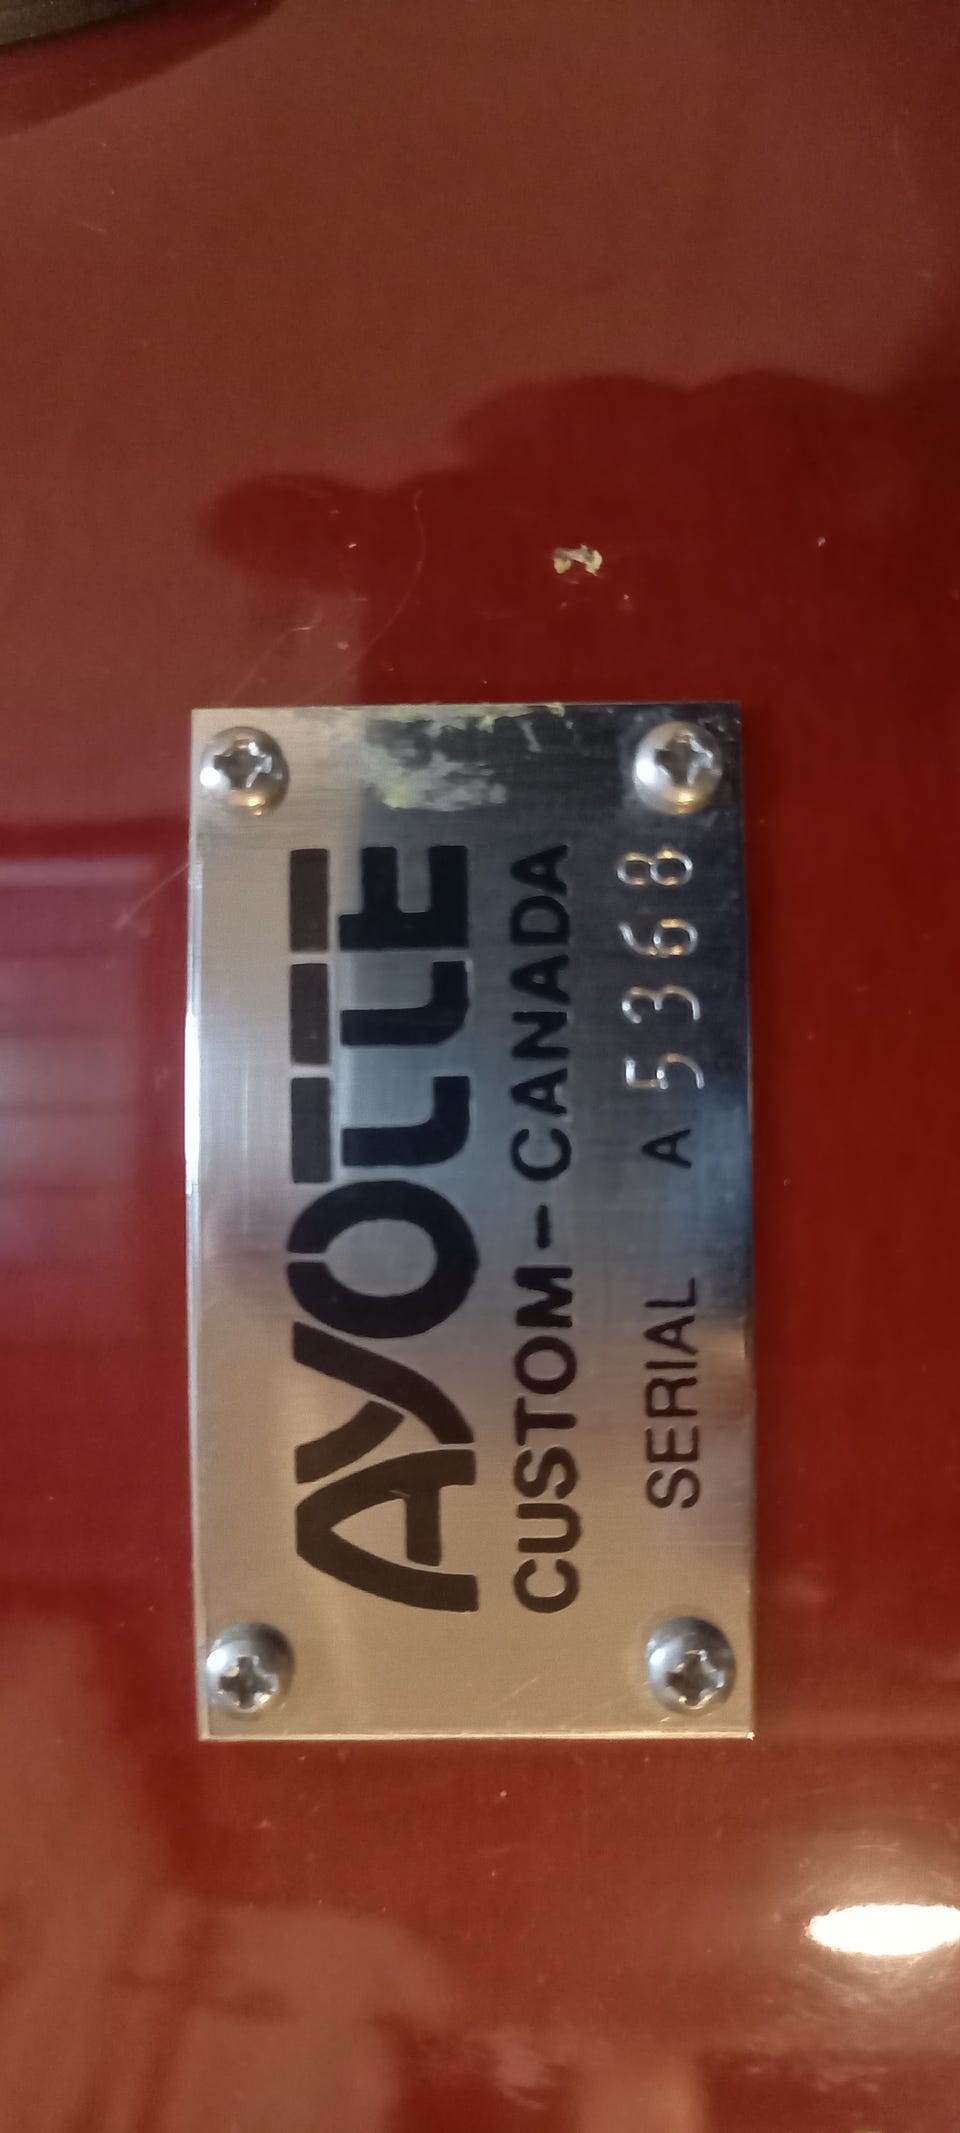 AYOTTE
CUSTOM-CANADA
SERIAL A 5368